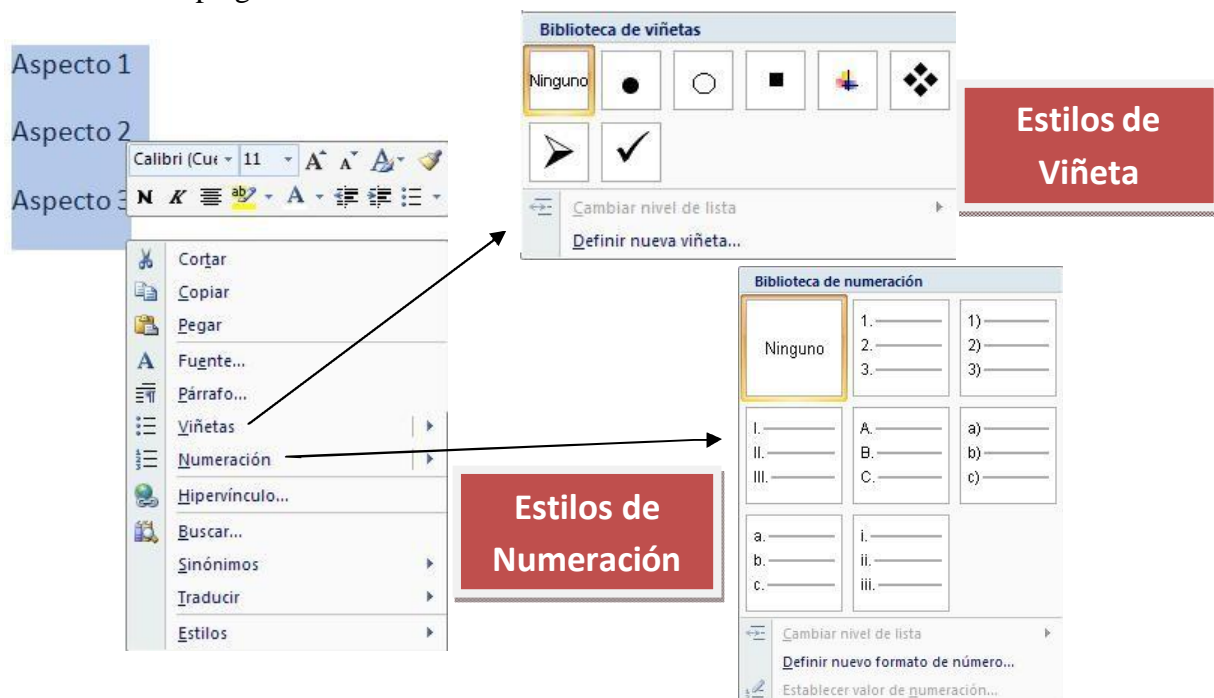 Aspecto 1
Aspecto 2
Aspecto 3
Calibri (Cue 11 A A A
N K ab A
Cortar
Copiar
Pegar
A Fuente...
Párrafo...
Viñetas
Numeración
Hipervínculo...
Buscar...
Sinónimos
Traducir
Estilos
Biblioteca de viñetas
Ninguno
Cambiar nivel de lista
Definir nueva viñeta...
Estilos de
Viñeta
Estilos de
Numeración
Biblioteca de numeración
Ninguno
1.
2.
3.
1)
2)
3)
I.
II.
III.
A.
B.
C.
a)
b)
c)
a.
b.
c.
i.
ii.
iii.
Cambiar nivel de lista
Definir nuevo formato de número...
Establecer valor de numeración...